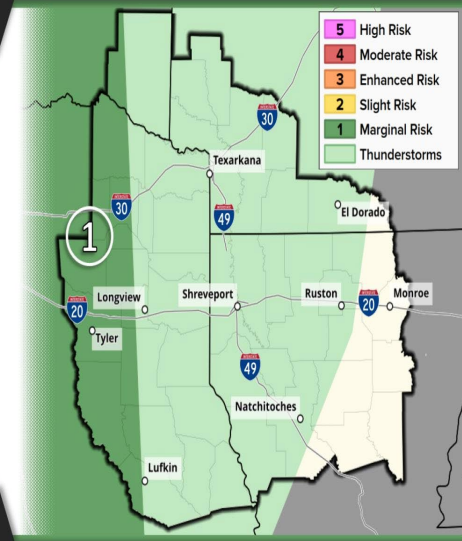 5 High Risk
4 Moderate Risk
3 Enhanced Risk
2 Slight Risk
1 Marginal Risk
Thunderstorms
30
Texarkana
30
49
El Dorado
1
Longview
Shreveport
Ruston
20
Monroe
20
Tyler
49
Natchitoches
Lufkin